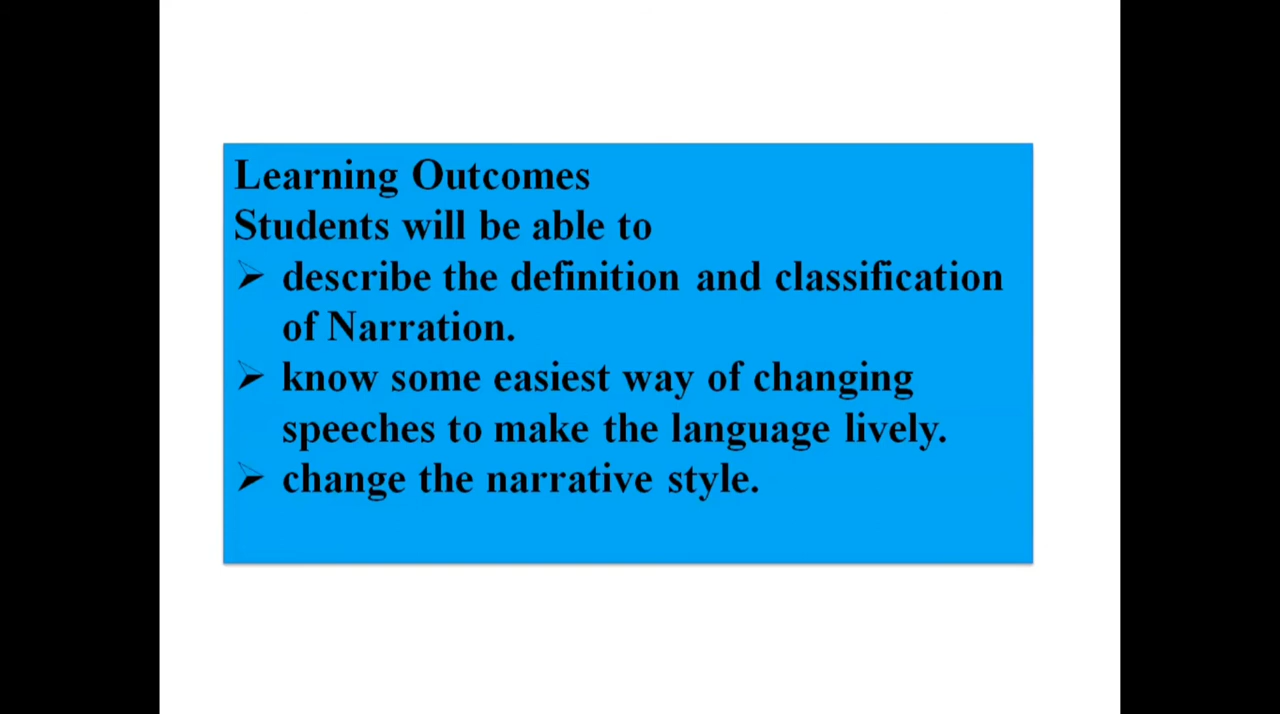 Learning Outcomes
Students will be able to
➢ describe the definition and classification
of Narration.
➢ know some easiest way of changing
speeches to make the language lively.
➢ change the narrative style.